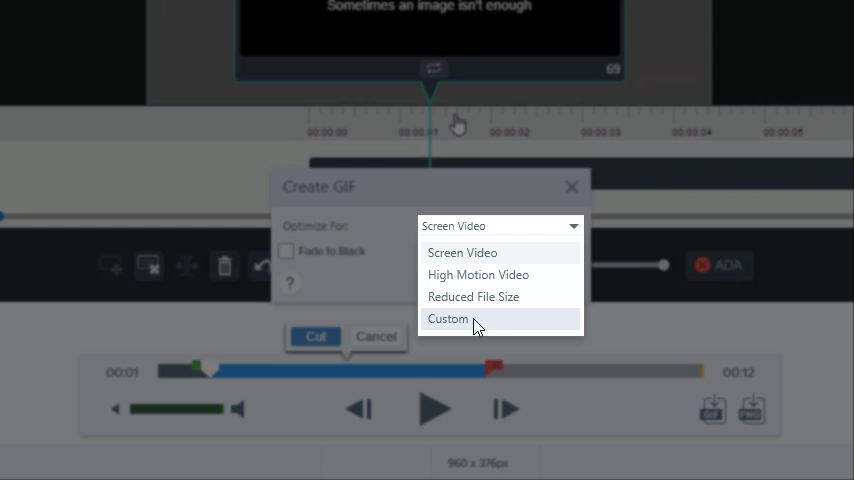 Sometimes an image isn't enough
69
00:00:00 00:00:01 00:00:02 00:00:03 00:00:04 00:00:05
Create GIF
Optimize For: Screen Video
Fade to Black
Screen Video
High Motion Video
Reduced File Size
Custom
?
ADA
Cut Cancel
00:01 00:12
GIF PNG
960 x 376px